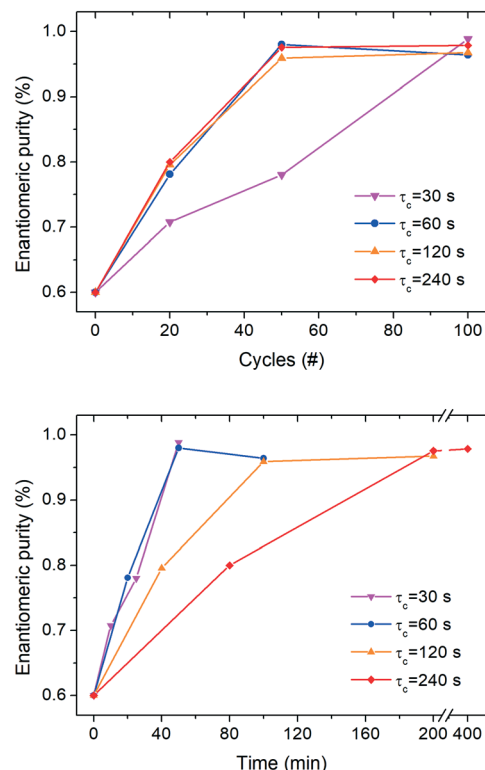 Enantiomeric purity (%)
1.0
0.9
0.8
0.7
0.6
τc=30 s
τc=60 s
τc=120 s
τc=240 s
0 20 40 60 80 100
Cycles (#)
Enantiomeric purity (%)
1.0
0.9
0.8
0.7
0.6
τc=30 s
τc=60 s
τc=120 s
τc=240 s
0 40 80 120 160 200 400
Time (min)